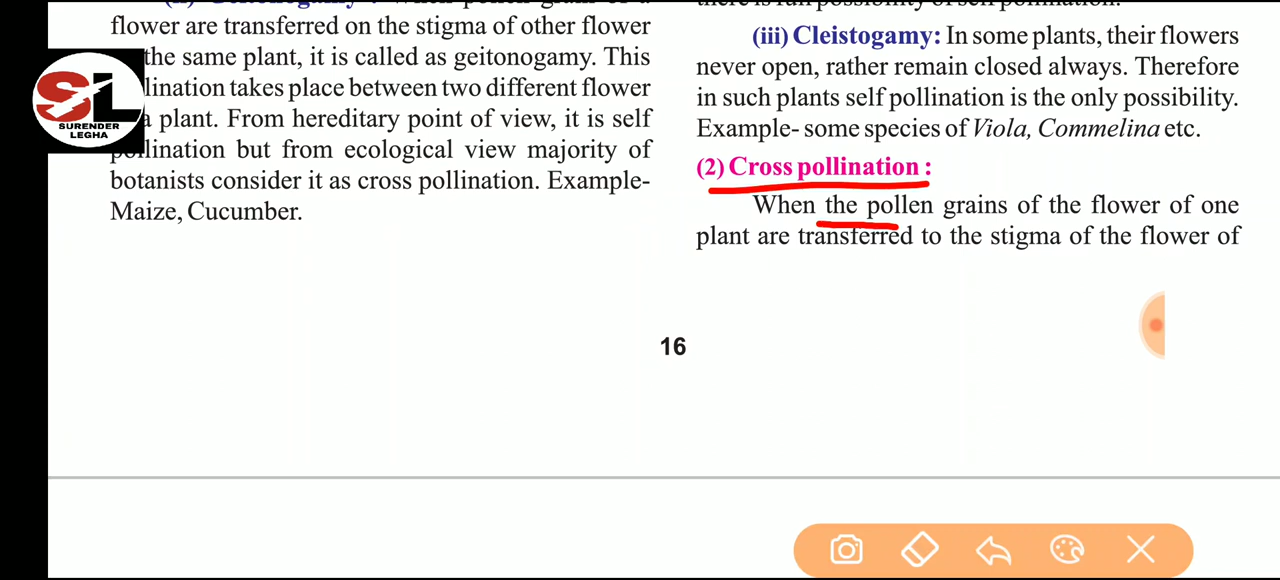 flower are transferred on the stigma of other flower
the same plant, it is called as geitonogamy. This
lination takes place between two different flower
a plant. From hereditary point of view, it is self
pollination but from ecological view majority of
botanists consider it as cross pollination. Example-
Maize, Cucumber.
SL
SURENDER
LEGHA
(iii) Cleistogamy: In some plants, their flowers
never open, rather remain closed always. Therefore
in such plants self pollination is the only possibility.
Example- some species of Viola, Commelina etc.
(2) Cross pollination :
When the pollen grains of the flower of one
plant are transferred to the stigma of the flower of
16